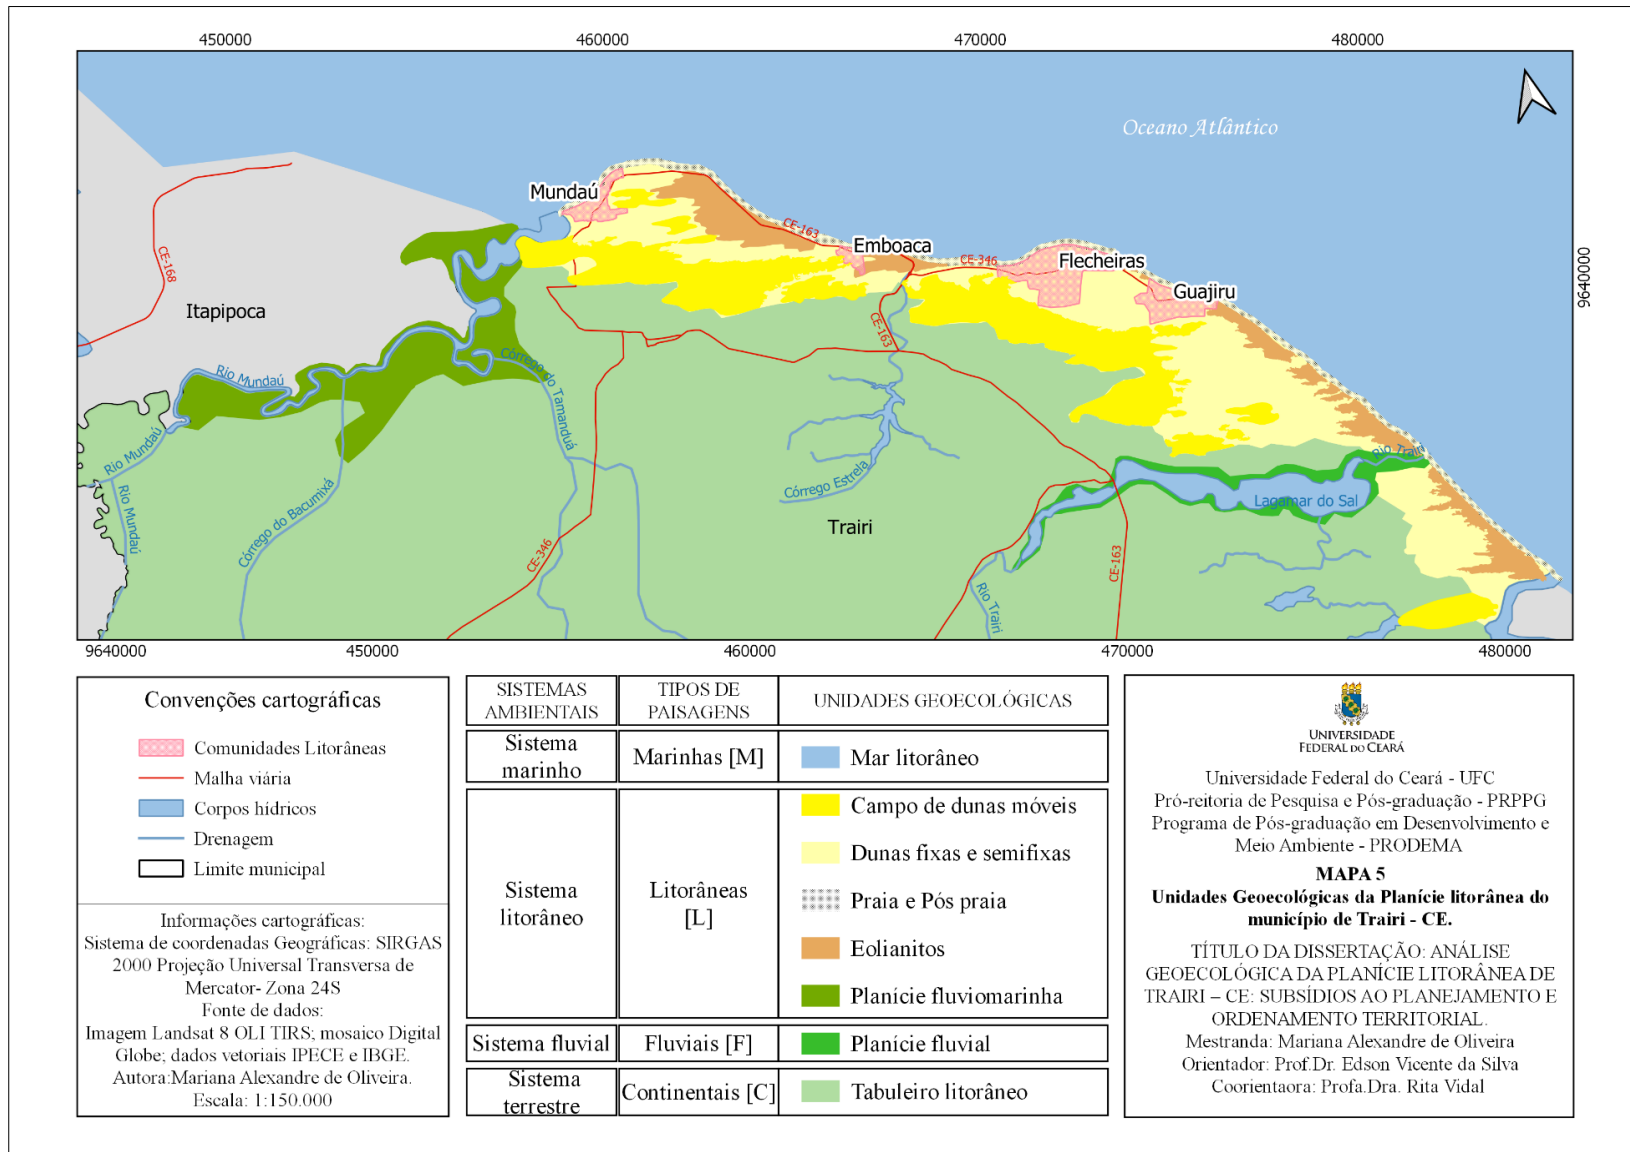 450000
460000
470000
480000
Oceano Atlântico
Mundaú
CE-163
Emboaca
CE-346
Flecheiras
Guajiru
CE-168
Itapipoca
9640000
CE-163
Rio Mundaú
Córrego do Tamanduá
Rio Mundaú
Rio Mundaú
Córrego do Bacumixá
Córrego Estrela
Rio Trairi
Lagamar do Sal
Trairi
CE-346
CE-163
Rio Trairi
9640000
450000
460000
470000
480000
Convenções cartográficas
Comunidades Litorâneas
Malha viária
Corpos hídricos
Drenagem
Limite municipal
Informações cartográficas:
Sistema de coordenadas Geográficas: SIRGAS
2000 Projeção Universal Transversa de
Mercator- Zona 24S
Fonte de dados:
Imagem Landsat 8 OLI TIRS; mosaico Digital
Globe; dados vetoriais IPECE e IBGE.
Autora:Mariana Alexandre de Oliveira.
Escala: 1:150.000
SISTEMAS
AMBIENTAIS
TIPOS DE
PAISAGENS
UNIDADES GEOECOLÓGICAS
Sistema
marinho
Marinhas [M]
Mar litorâneo
Sistema
litorâneo
Litorâneas
[L]
Campo de dunas móveis
Dunas fixas e semifixas
Praia e Pós praia
Eolianitos
Planície fluviomarinha
Sistema fluvial
Fluviais [F]
Planície fluvial
Sistema
terrestre
Continentais [C]
Tabuleiro litorâneo
UNIVERSIDADE
FEDERAL DO CEARÁ
Universidade Federal do Ceará - UFC
Pró-reitoria de Pesquisa e Pós-graduação - PRPPG
Programa de Pós-graduação em Desenvolvimento e
Meio Ambiente - PRODEMA
MAPA 5
Unidades Geoecológicas da Planície litorânea do
município de Trairi - CE.
TÍTULO DA DISSERTAÇÃO: ANÁLISE
GEOECOLÓGICA DA PLANÍCIE LITORÂNEA DE
TRAIRI – CE: SUBSÍDIOS AO PLANEJAMENTO E
ORDENAMENTO TERRITORIAL.
Mestranda: Mariana Alexandre de Oliveira
Orientador: Prof.Dr. Edson Vicente da Silva
Coorientaora: Profa.Dra. Rita Vidal